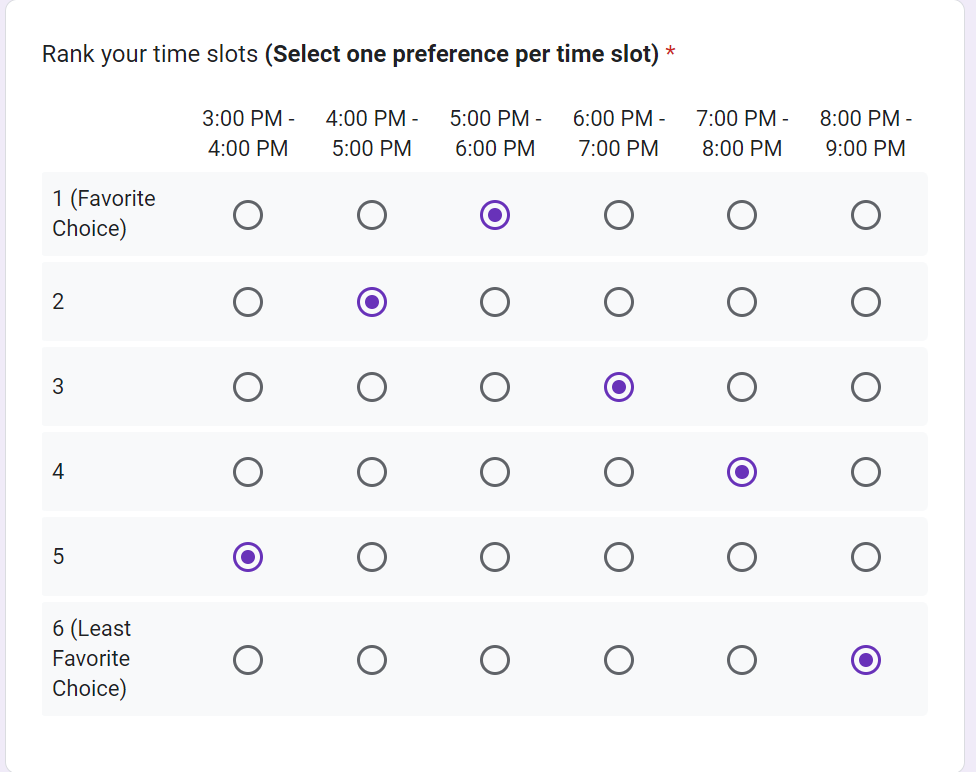 Rank your time slots (Select one preference per time slot) *
3:00 PM - 4:00 PM - 5:00 PM - 6:00 PM - 7:00 PM - 8:00 PM -
4:00 PM 5:00 PM 6:00 PM 7:00 PM 8:00 PM 9:00 PM
1 (Favorite
Choice)
2
3
4
5
6 (Least
Favorite
Choice)